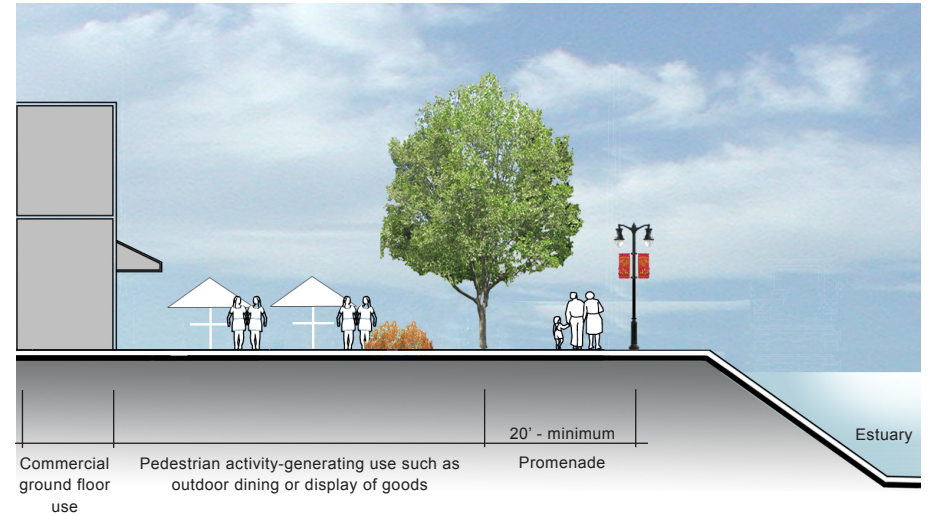 20’ - minimum
Estuary
Commercial
ground floor
use
Pedestrian activity-generating use such as
outdoor dining or display of goods
Promenade